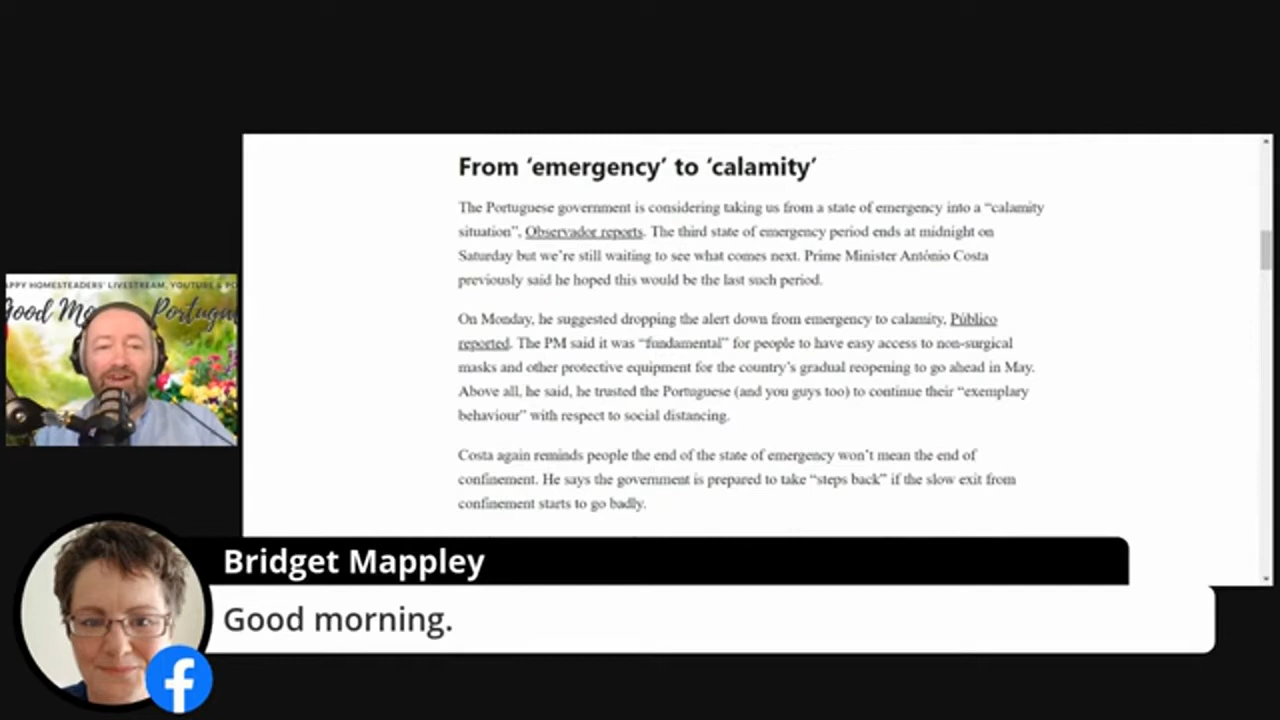 From ‘emergency’ to ‘calamity’
The Portuguese government is considering taking us from a state of emergency into a “calamity
situation”, Observador reports. The third state of emergency period ends at midnight on
Saturday but we’re still waiting to see what comes next. Prime Minister António Costa
previously said he hoped this would be the last such period.
On Monday, he suggested dropping the alert down from emergency to calamity, Público
reported. The PM said it was “fundamental” for people to have easy access to non-surgical
masks and other protective equipment for the country’s gradual reopening to go ahead in May.
Above all, he said, he trusted the Portuguese (and you guys too) to continue their “exemplary
behaviour” with respect to social distancing.
Costa again reminds people the end of the state of emergency won’t mean the end of
confinement. He says the government is prepared to take “steps back” if the slow exit from
confinement starts to go badly.
APPY HOMESTEADERS' LIVESTREAM, YOUTUBE & PO
Good Mo Portuga
Bridget Mappley
Good morning.